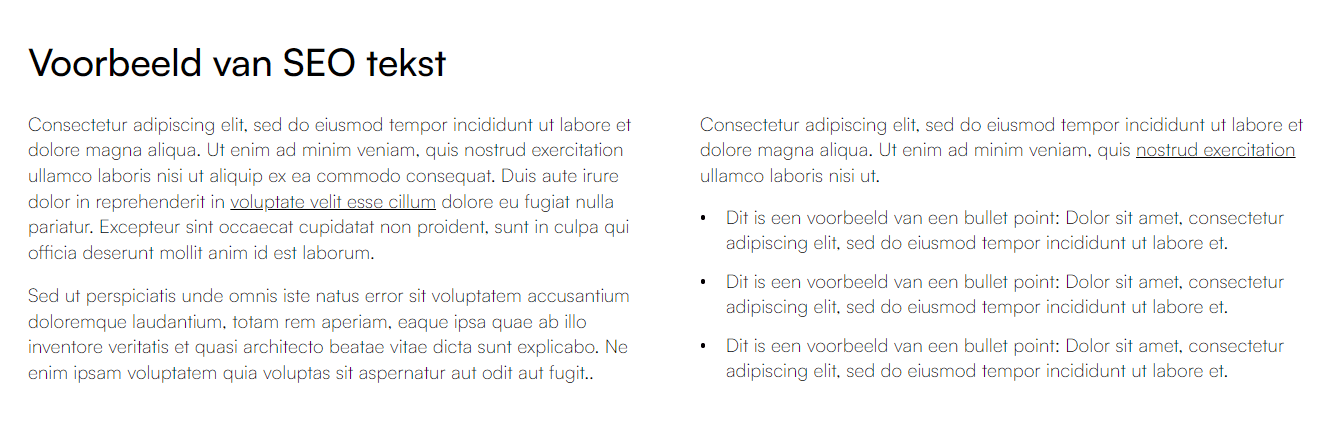 Voorbeeld van SEO tekst
Consectetur adipiscing elit, sed do eiusmod tempor incididunt ut labore et
dolore magna aliqua. Ut enim ad minim veniam, quis nostrud exercitation
ullamco laboris nisi ut aliquip ex ea commodo consequat. Duis aute irure
dolor in reprehenderit in voluptate velit esse cillum dolore eu fugiat nulla
pariatur. Excepteur sint occaecat cupidatat non proident, sunt in culpa qui
officia deserunt mollit anim id est laborum.
Sed ut perspiciatis unde omnis iste natus error sit voluptatem accusantium
doloremque laudantium, totam rem aperiam, eaque ipsa quae ab illo
inventore veritatis et quasi architecto beatae vitae dicta sunt explicabo. Ne
enim ipsam voluptatem quia voluptas sit aspernatur aut odit aut fugit..
Consectetur adipiscing elit, sed do eiusmod tempor incididunt ut labore et
dolore magna aliqua. Ut enim ad minim veniam, quis nostrud exercitation
ullamco laboris nisi ut.
• Dit is een voorbeeld van een bullet point: Dolor sit amet, consectetur
adipiscing elit, sed do eiusmod tempor incididunt ut labore et.
• Dit is een voorbeeld van een bullet point: Dolor sit amet, consectetur
adipiscing elit, sed do eiusmod tempor incididunt ut labore et.
• Dit is een voorbeeld van een bullet point: Dolor sit amet, consectetur
adipiscing elit, sed do eiusmod tempor incididunt ut labore et.